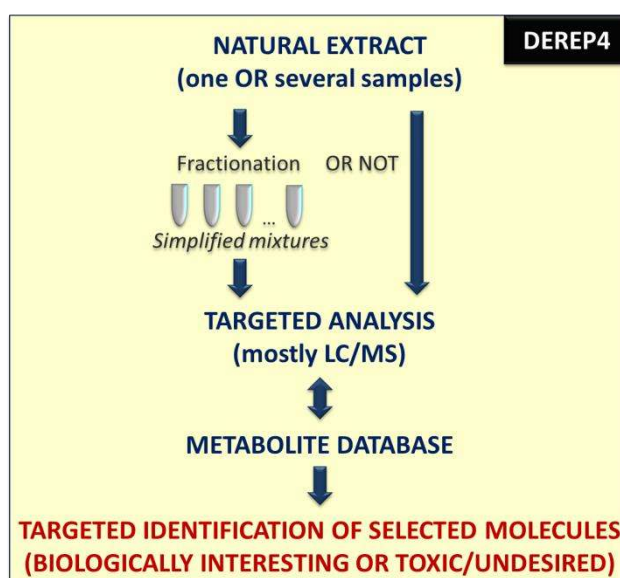 DEREP4
NATURAL EXTRACT
(one OR several samples)
Fractionation OR NOT
...
Simplified mixtures
TARGETED ANALYSIS
(mostly LC/MS)
METABOLITE DATABASE
TARGETED IDENTIFICATION OF SELECTED MOLECULES
(BIOLOGICALLY INTERESTING OR TOXIC/UNDESIRED)